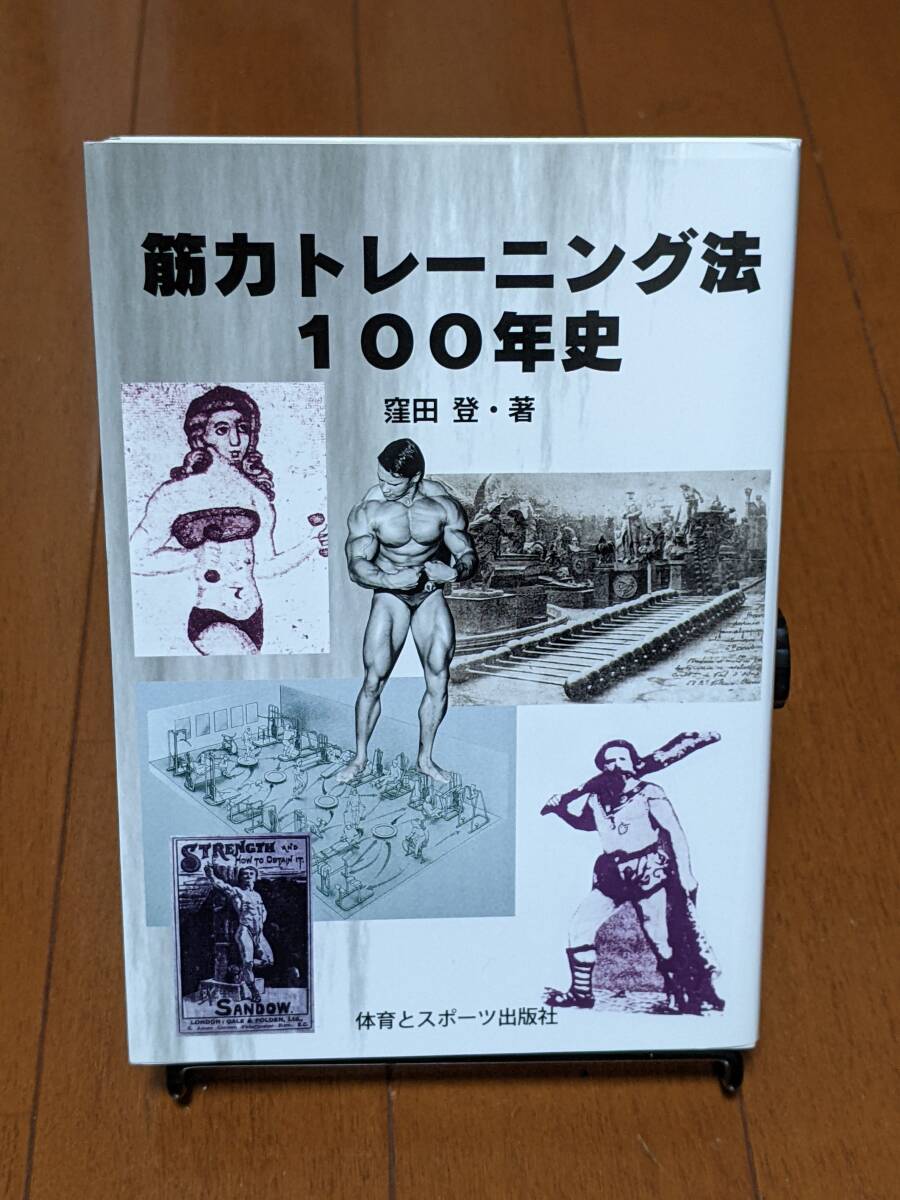 筋力トレーニング法
１００年史
窪田 登・著
STRENGTH AND
HOW TO OBTAIN IT.
SANDOW.
LONDON: GALE & POLDEN, Ltd.,
体育とスポーツ出版社